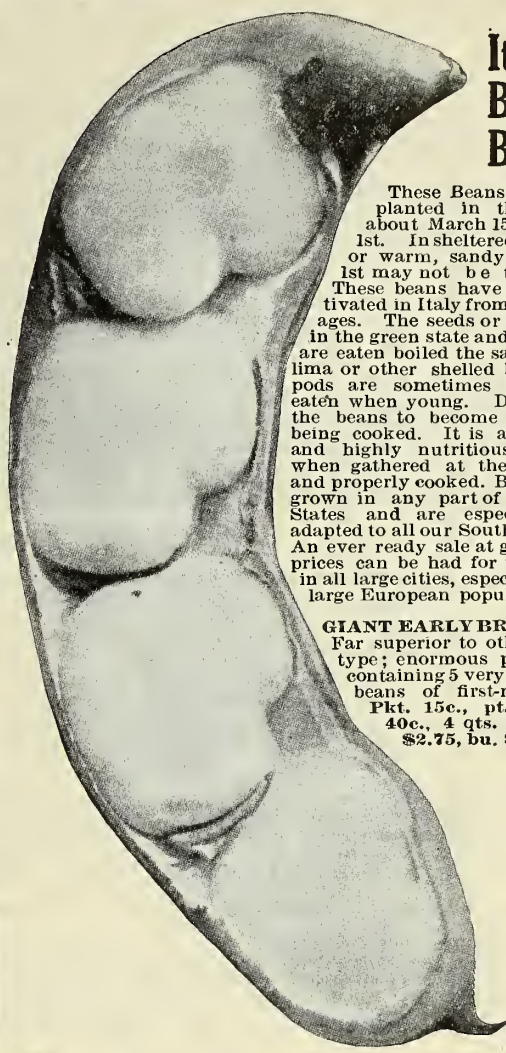 It
B
B
These Beans
planted in t
about March 15
1st. In sheltered
or warm, sandy
1st may not be t
These beans have
tivated in Italy from
ages. The seeds or
in the green state and
are eaten boiled the sa
lima or other shelled
pods are sometimes
eaten when young. D
the beans to become
being cooked. It is a
and highly nutritious
when gathered at the
and properly cooked. B
grown in any part of
States and are espec
adapted to all our South
An ever ready sale at g
prices can be had for
in all large cities, espec
large European popu
GIANT EARLY BR
Far superior to oth
type; enormous p
containing 5 very
beans of first-r
Pkt. 15c., pt.
40c., 4 qts.
$2.75, bu.